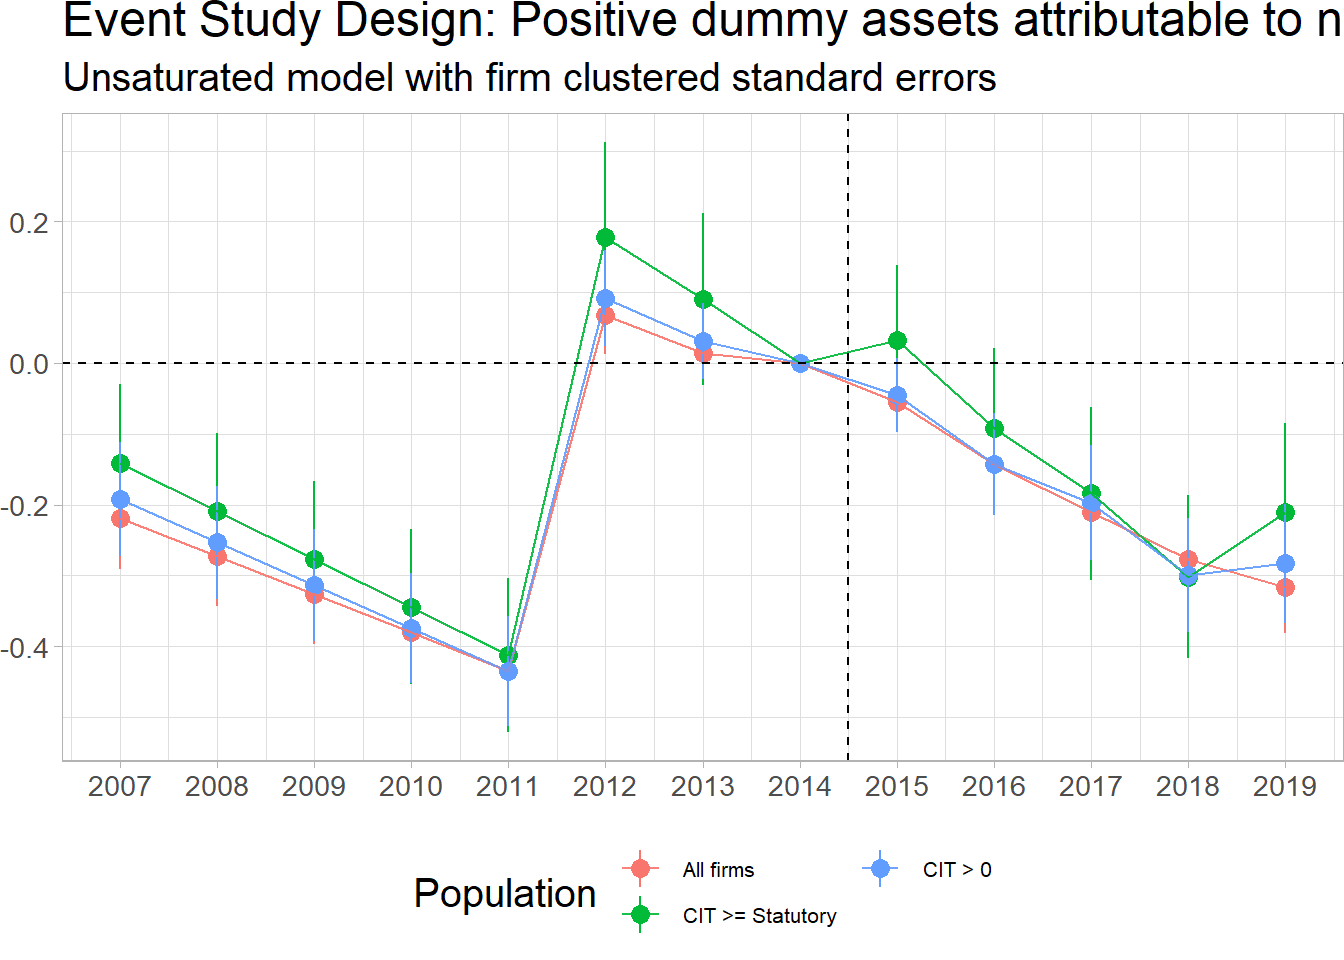 Event Study Design: Positive dummy assets attributable to
Unsaturated model with firm clustered standard errors
0.2
0.0
-0.2
-0.4
2007 2008 2009 2010 2011 2012 2013 2014 2015 2016 2017 2018 2019
Population
All firms
CIT > 0
CIT >= Statutory